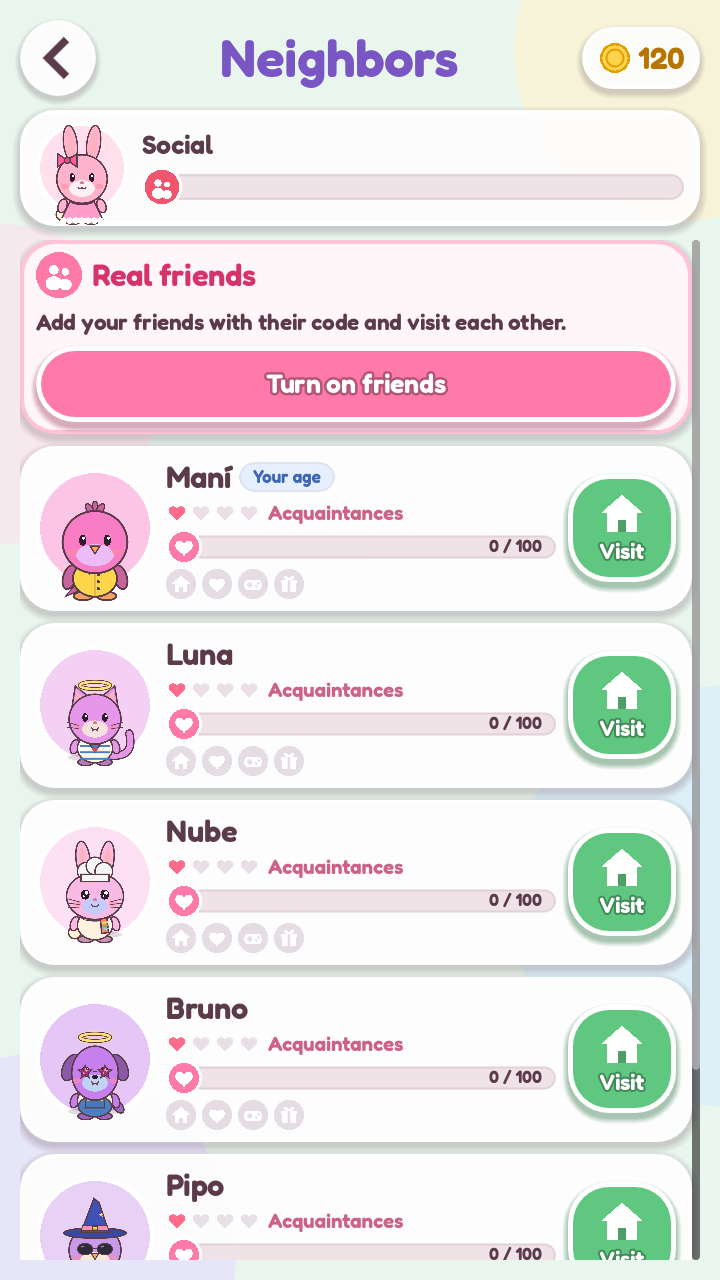 Neighbors
120
Social
Real friends
Add your friends with their code and visit each other.
Turn on friends
Maní
Your age
Acquaintances
0 / 100
Visit
Luna
Acquaintances
0 / 100
Visit
Nube
Acquaintances
0 / 100
Visit
Bruno
Acquaintances
0 / 100
Visit
Pipo
Acquaintances
0 / 100
Visit